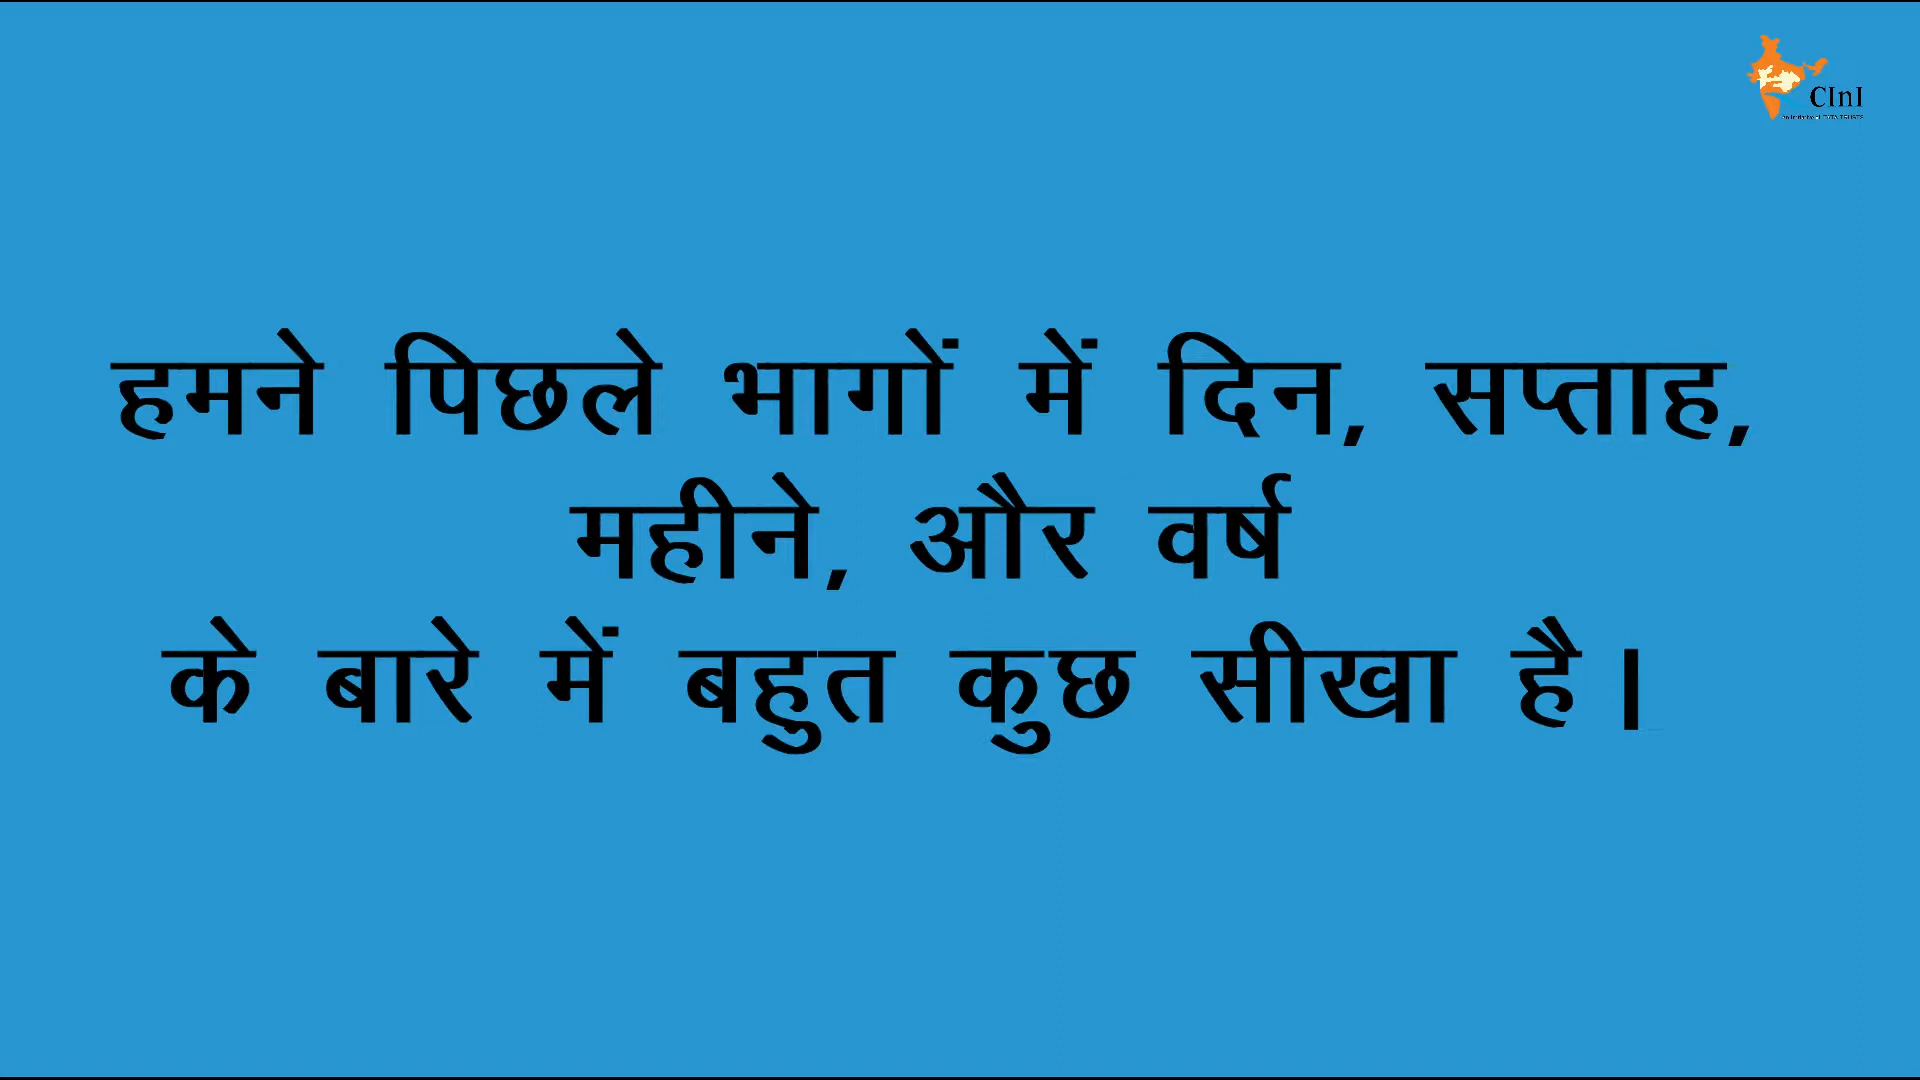 CInI
हमने पिछले भागों में दिन, सप्ताह,
महीने, और वर्ष
के बारे में बहुत कुछ सीखा है।